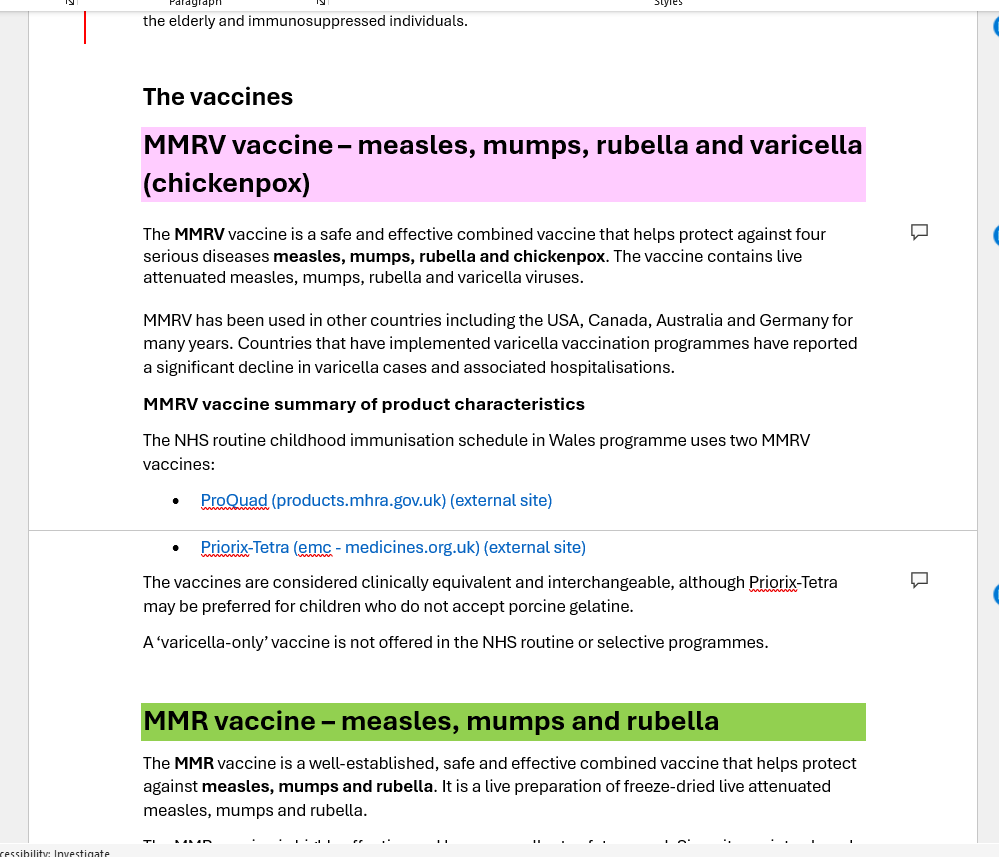 Paragraph
Styles
the elderly and immunosuppressed individuals.
The vaccines
MMRV vaccine – measles, mumps, rubella and varicella
(chickenpox)
The MMRV vaccine is a safe and effective combined vaccine that helps protect against four
serious diseases measles, mumps, rubella and chickenpox. The vaccine contains live
attenuated measles, mumps, rubella and varicella viruses.
MMRV has been used in other countries including the USA, Canada, Australia and Germany for
many years. Countries that have implemented varicella vaccination programmes have reported
a significant decline in varicella cases and associated hospitalisations.
MMRV vaccine summary of product characteristics
The NHS routine childhood immunisation schedule in Wales programme uses two MMRV
vaccines:
• ProQuad (products.mhra.gov.uk) (external site)
• Priorix-Tetra (emc - medicines.org.uk) (external site)
The vaccines are considered clinically equivalent and interchangeable, although Priorix-Tetra
may be preferred for children who do not accept porcine gelatine.
A ‘varicella-only’ vaccine is not offered in the NHS routine or selective programmes.
MMR vaccine – measles, mumps and rubella
The MMR vaccine is a well-established, safe and effective combined vaccine that helps protect
against measles, mumps and rubella. It is a live preparation of freeze-dried live attenuated
measles, mumps and rubella.
cessibility: Investigate